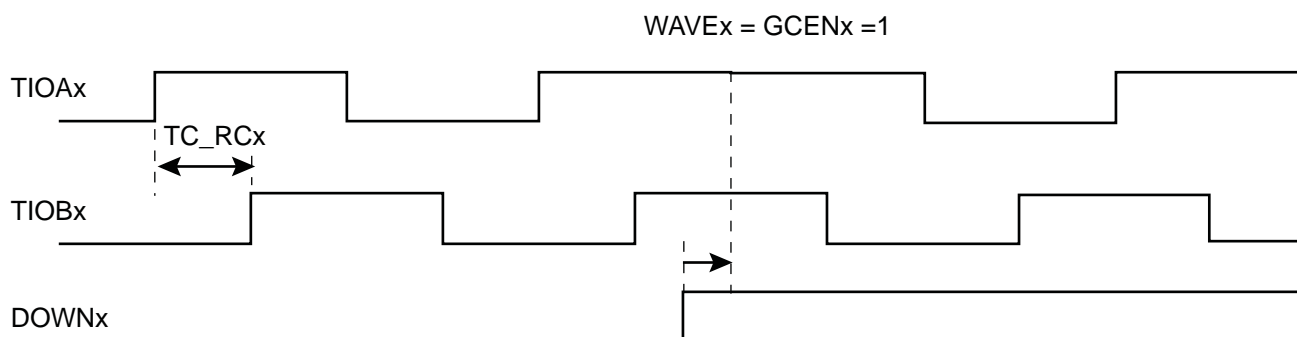 WAVEx = GCENx =1
TIOAx
TC_RCx
TIOBx
DOWNx